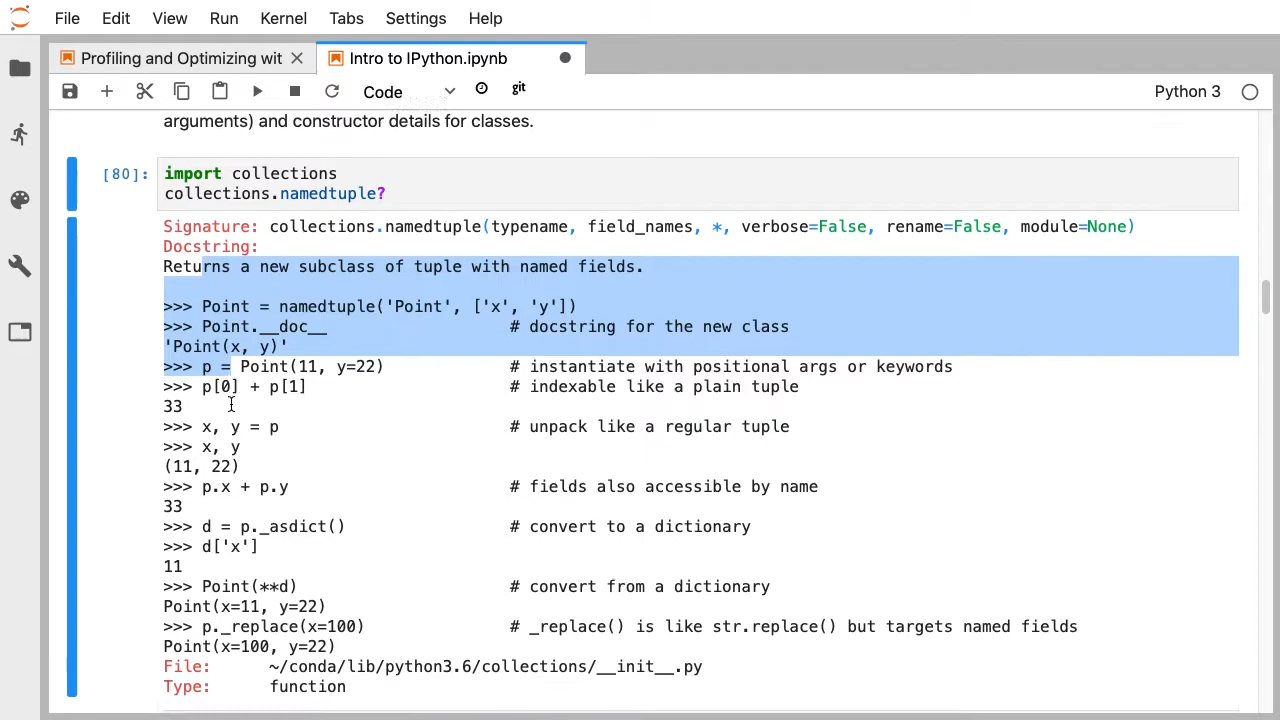 File Edit View Run Kernel Tabs Settings Help
Profiling and Optimizing wit
Intro to IPython.ipynb
Code
git
Python 3
arguments) and constructor details for classes.
[80]:
import collections
collections.namedtuple?
Signature: collections.namedtuple(typename, field_names, *, verbose=False, rename=False, module=None)
Docstring:
Returns a new subclass of tuple with named fields.
>>> Point = namedtuple('Point', ['x', 'y'])
>>> Point.__doc__                   # docstring for the new class
'Point(x, y)'
>>> p = Point(11, y=22)             # instantiate with positional args or keywords
>>> p[0] + p[1]                     # indexable like a plain tuple
33
>>> x, y = p                        # unpack like a regular tuple
>>> x, y
(11, 22)
>>> p.x + p.y                       # fields also accessible by name
33
>>> d = p._asdict()                 # convert to a dictionary
>>> d['x']
11
>>> Point(**d)                      # convert from a dictionary
Point(x=11, y=22)
>>> p._replace(x=100)               # _replace() is like str.replace() but targets named fields
Point(x=100, y=22)
File:      ~/conda/lib/python3.6/collections/__init__.py
Type:      function